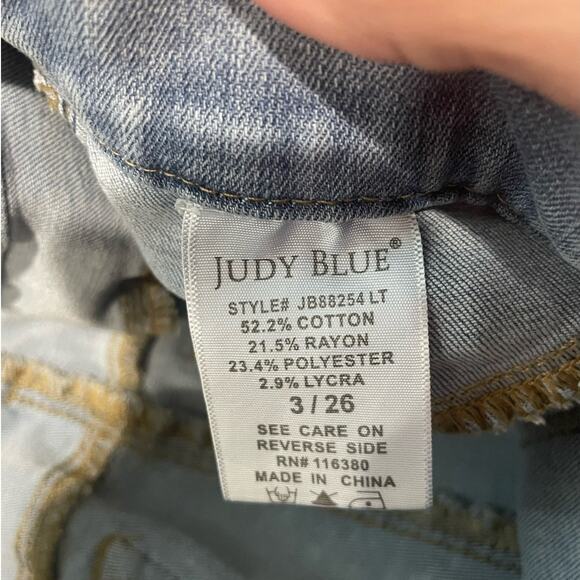 JUDY BLUE®
STYLE# JB88254 LT
52.2% COTTON
21.5% RAYON
23.4% POLYESTER
2.9% LYCRA
3 / 26
SEE CARE ON
REVERSE SIDE
RN# 116380
MADE IN CHINA